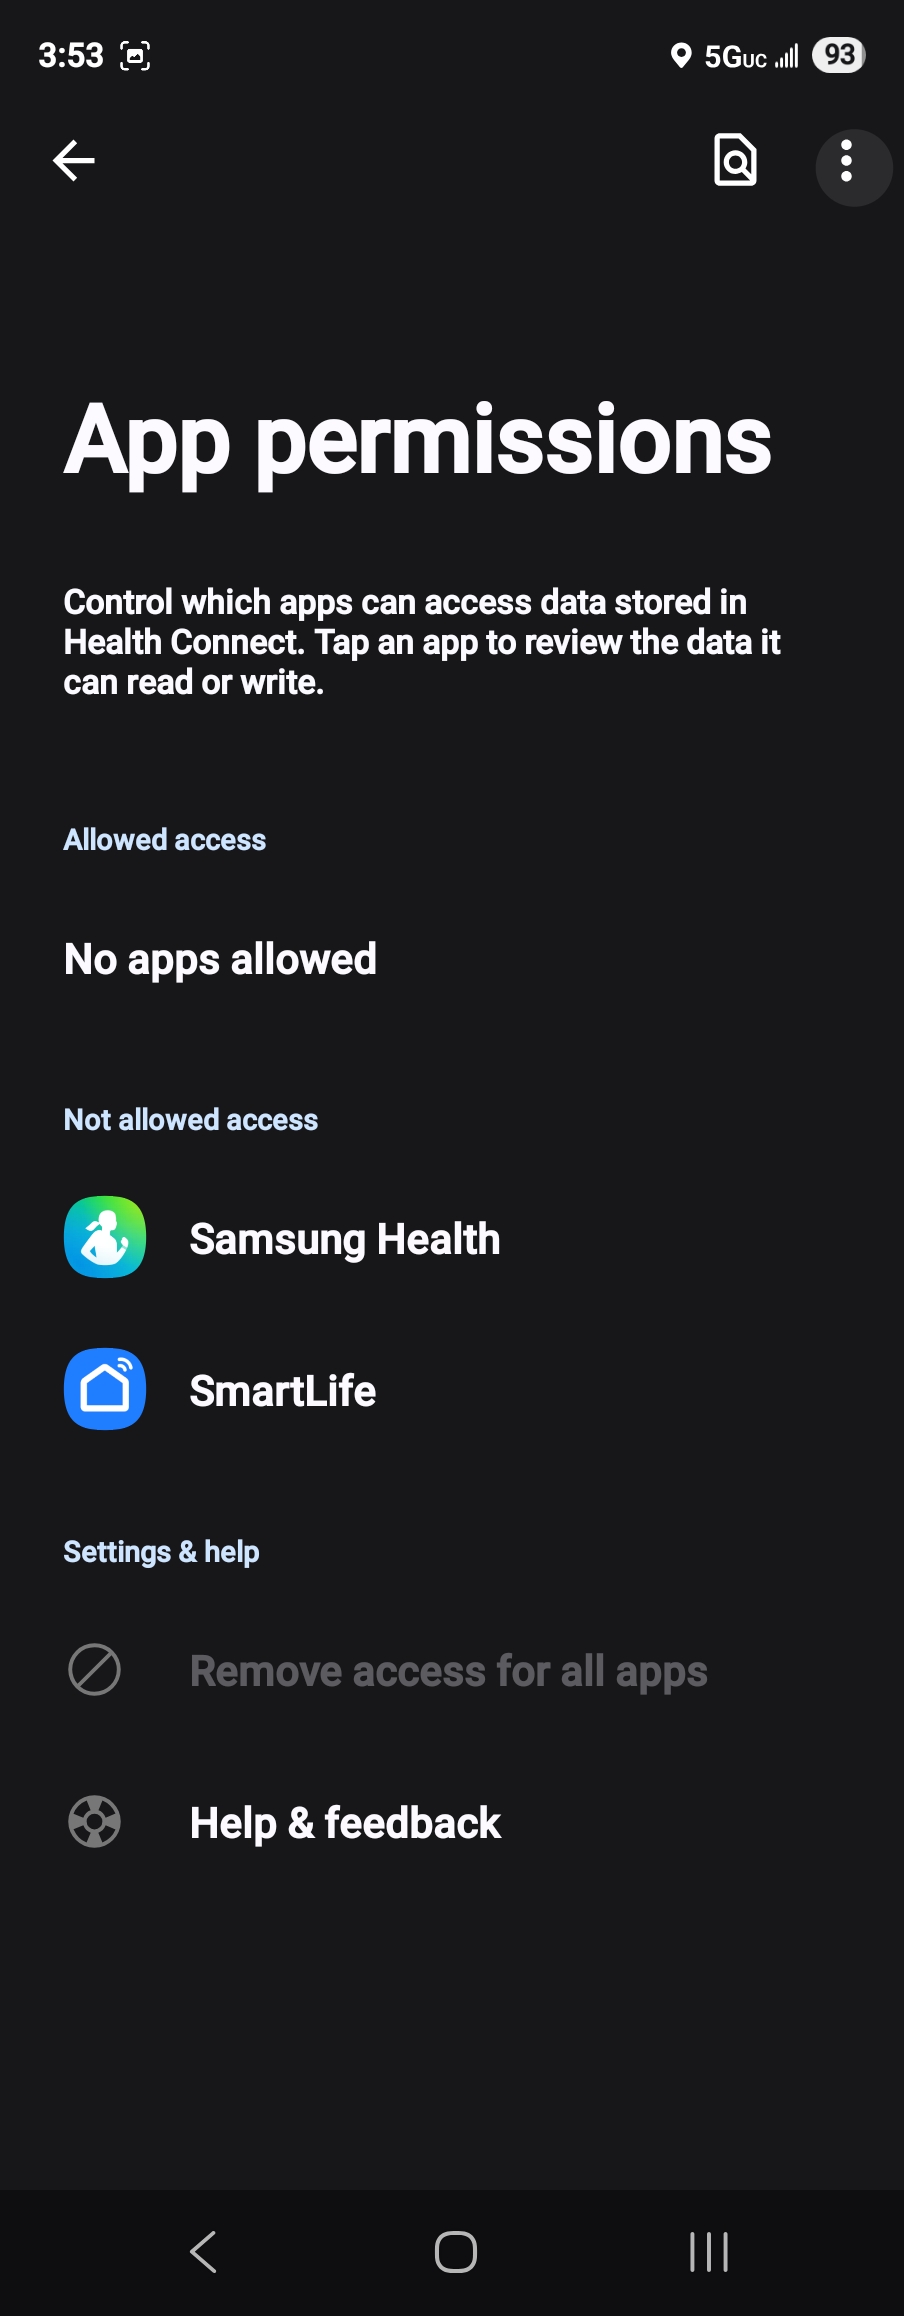 3:53
5GUC
93
App permissions
Control which apps can access data stored in
Health Connect. Tap an app to review the data it
can read or write.
Allowed access
No apps allowed
Not allowed access
Samsung Health
SmartLife
Settings & help
Remove access for all apps
Help & feedback